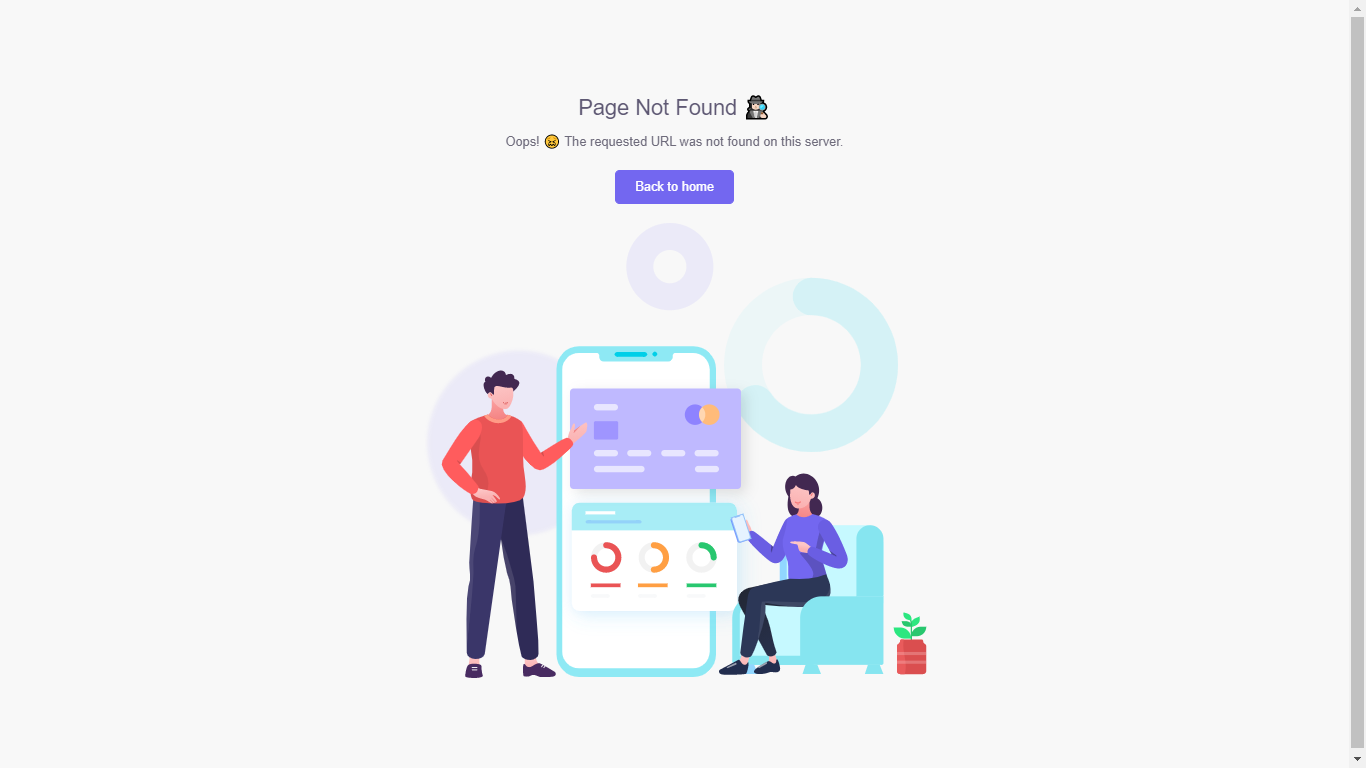 Page Not Found 🕵🏻‍♀️
Oops! 😖 The requested URL was not found on this server.
Back to home